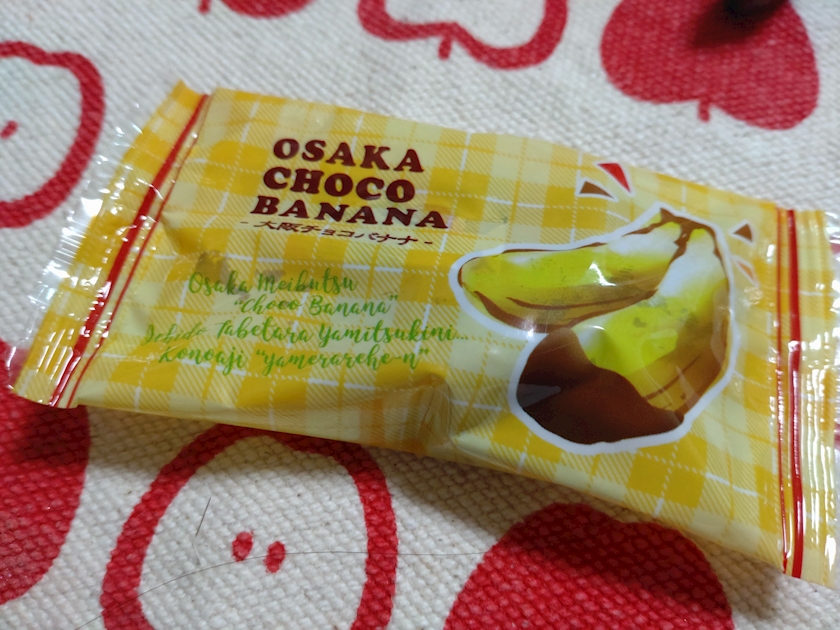 OSAKA
CHOCO
BANANA
- 大阪チョコバナナ -
Osaka Meibutsu
"Choco Banana"
Tabetara Yamitsukini...
Konoaji "yamerarehe-n"